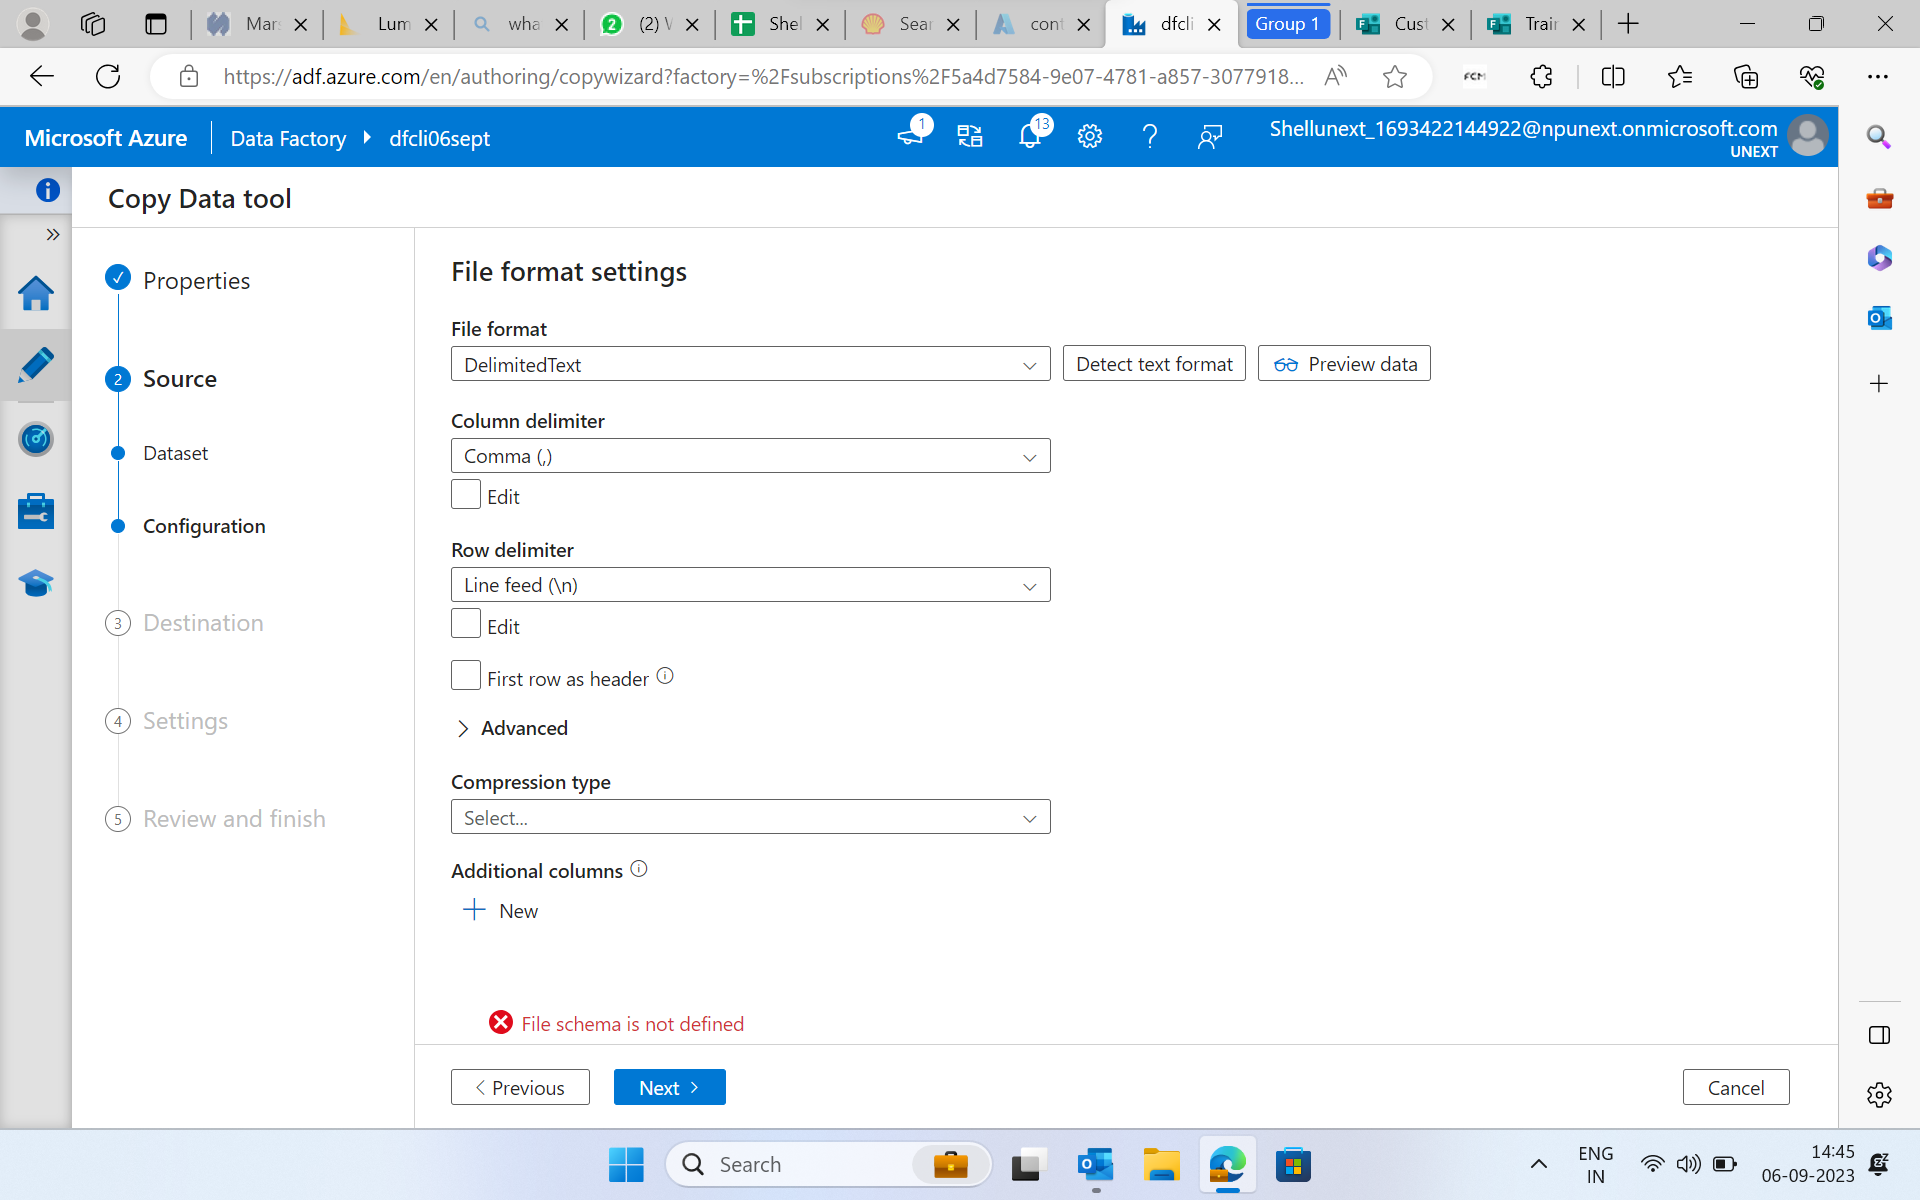 Mar
Lum
wha
(2) V
Shel
Sear
con
dfcli
Group 1
Cust
Train
https://adf.azure.com/en/authoring/copywizard?factory=%2Fsubscriptions%2F5a4d7584-9e07-4781-a857-3077918...
FCM
Microsoft Azure
Data Factory
dfcli06sept
1
13
Shellunext_1693422144922@npunext.onmicrosoft.com
UNEXT
Copy Data tool
Properties
2 Source
Dataset
Configuration
3 Destination
4 Settings
5 Review and finish
File format settings
File format
DelimitedText
Detect text format
Preview data
Column delimiter
Comma (,)
Edit
Row delimiter
Line feed (\n)
Edit
First row as header
Advanced
Compression type
Select...
Additional columns
New
File schema is not defined
Previous
Next
Cancel
Search
ENG
IN
14:45
06-09-2023